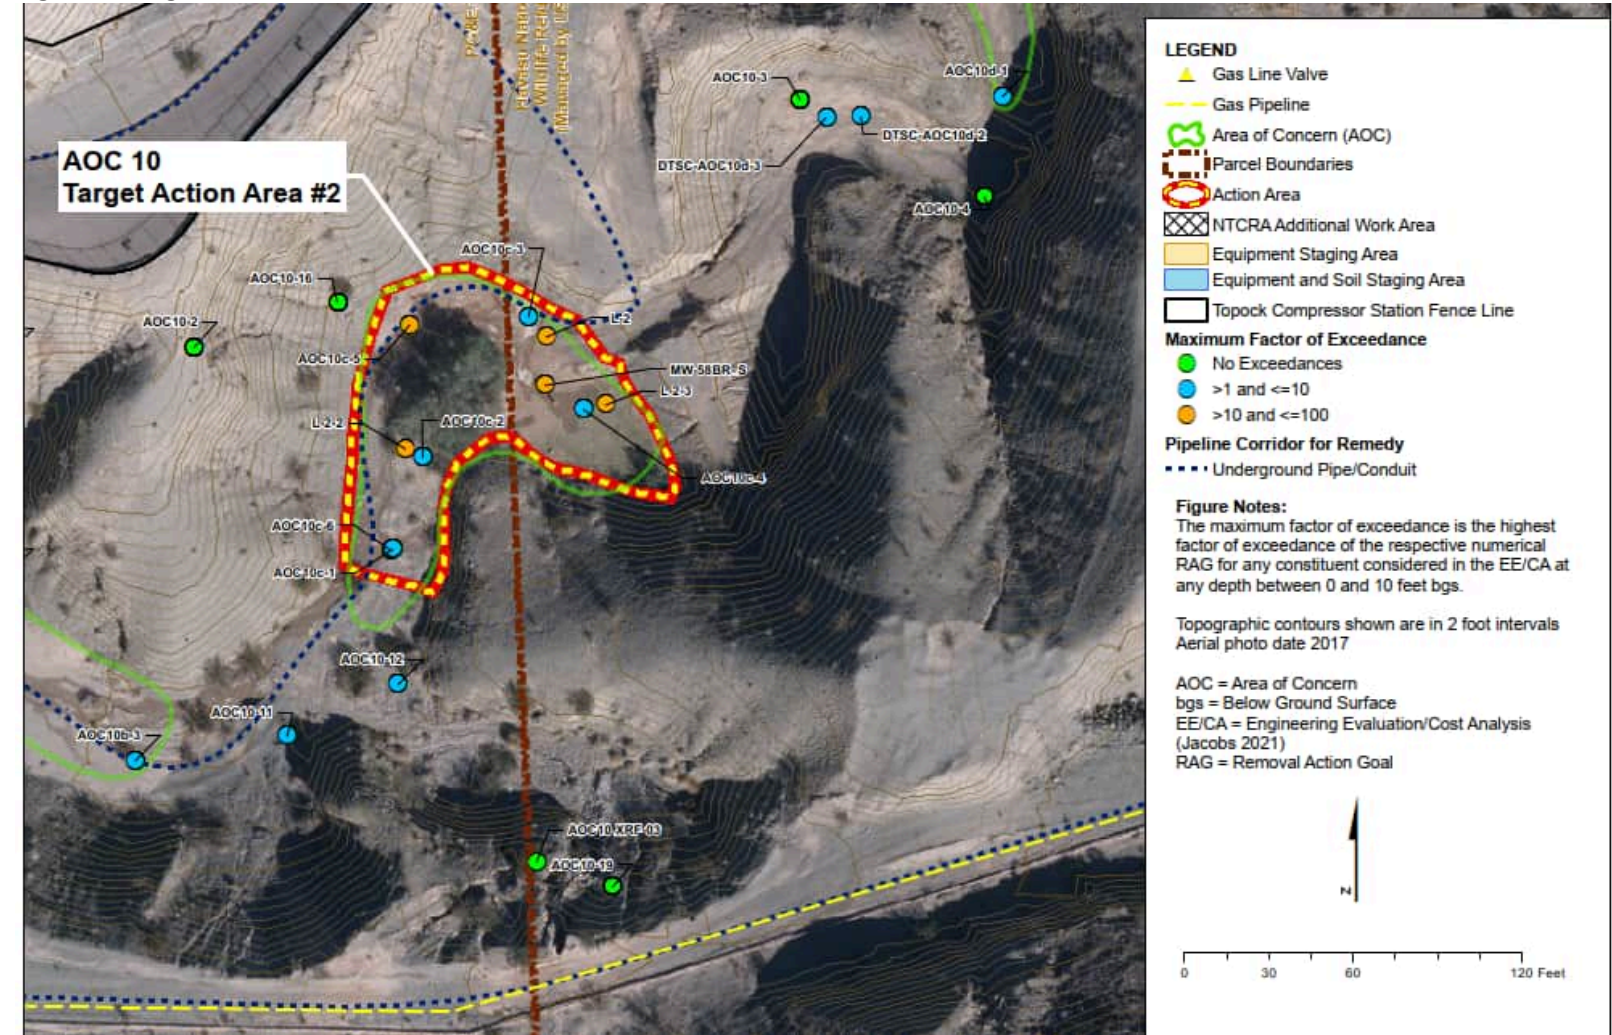 AOC 10
Target Action Area #2
AOC10-3
AOC10d-1
DTSC-AOC10d-2
DTSC-AOC10d-3
AOC10-4
AOC10c-3
AOC10-16
AOC10-2
L-2
AOC10c-5
MW-58BR_S
L-2-3
L-2-2
AOC10c-2
AOC10c-4
AOC10c-6
AOC10c-1
AOC10-12
AOC10-11
AOC10b-3
AOC10-XRF-03
AOC10-19
LEGEND
Gas Line Valve
Gas Pipeline
Area of Concern (AOC)
Parcel Boundaries
Action Area
NTCRA Additional Work Area
Equipment Staging Area
Equipment and Soil Staging Area
Topock Compressor Station Fence Line
Maximum Factor of Exceedance
No Exceedances
>1 and <=10
>10 and <=100
Pipeline Corridor for Remedy
Underground Pipe/Conduit
Figure Notes:
The maximum factor of exceedance is the highest
factor of exceedance of the respective numerical
RAG for any constituent considered in the EE/CA at
any depth between 0 and 10 feet bgs.
Topographic contours shown are in 2 foot intervals
Aerial photo date 2017
AOC = Area of Concern
bgs = Below Ground Surface
EE/CA = Engineering Evaluation/Cost Analysis
(Jacobs 2021)
RAG = Removal Action Goal
N
0 30 60 120 Feet